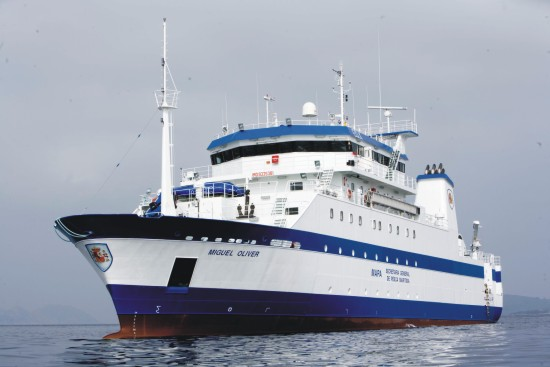 MIGUEL OLIVER
MAPA
SECRETARIA GENERAL
DE PESCA MARITIMA